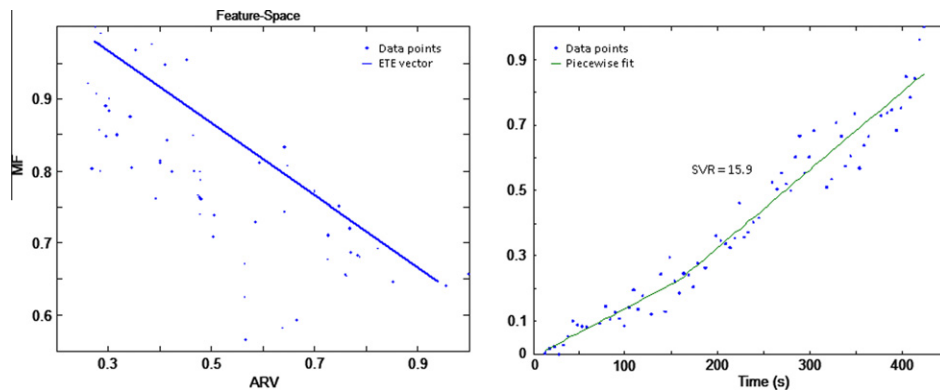 Feature-Space
Data points
ETE vector
MF
0.9
0.8
0.7
0.6
0.3
0.5
0.7
0.9
ARV
Data points
Piecewise fit
SVR = 15.9
0.9
0.7
0.5
0.3
0.1
0
0
100
200
300
400
Time (s)